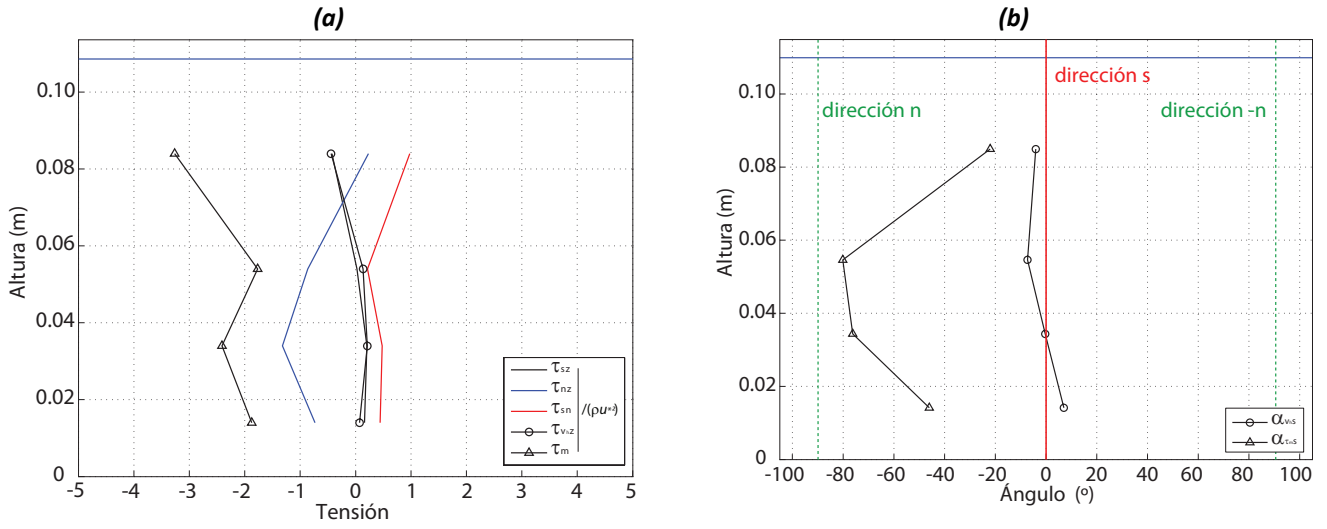 (a)
Altura (m)
0.10
0.08
0.06
0.04
0.02
0
-5 -4 -3 -2 -1 0 1 2 3 4 5
Tensión
τsz
τnz
τsn
τvₕz
τm
/(ρu*²)
(b)
Altura (m)
0.10
0.08
0.06
0.04
0.02
0
-100 -80 -60 -40 -20 0 20 40 60 80 100
Ángulo (º)
dirección s
dirección n
dirección -n
αvₕs
ατₘs